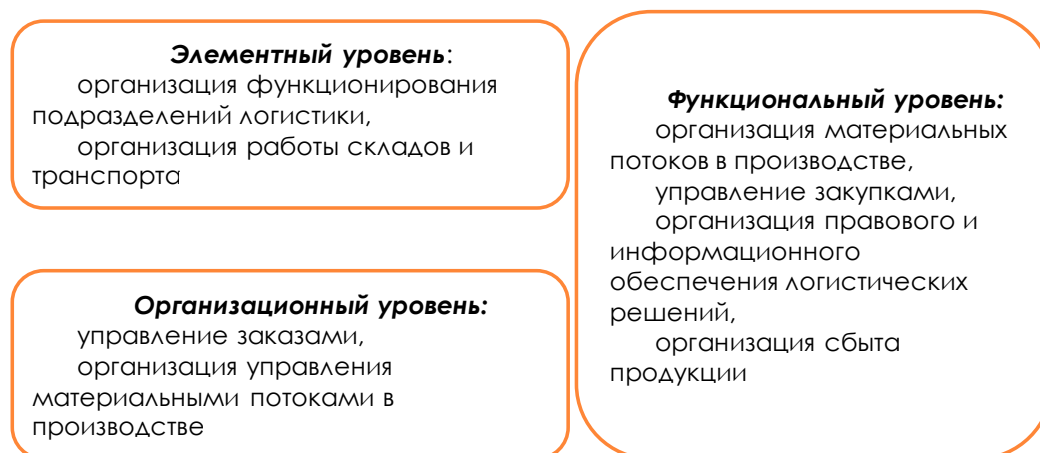 Элементный уровень:
организация функционирования
подразделений логистики,
организация работы складов и
транспорта
Организационный уровень:
управление заказами,
организация управления
материальными потоками в
производстве
Функциональный уровень:
организация материальных
потоков в производстве,
управление закупками,
организация правового и
информационного
обеспечения логистических
решений,
организация сбыта
продукции